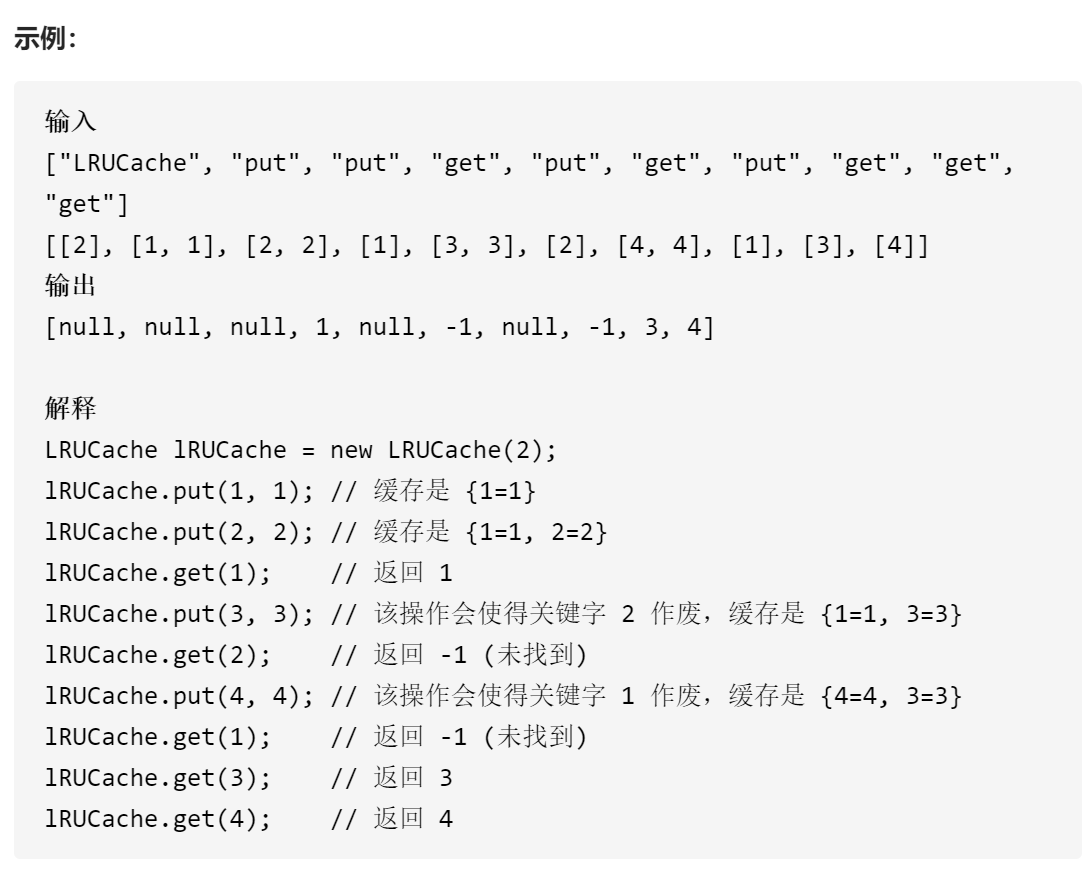 示例：
输入
["LRUCache", "put", "put", "get", "put", "get", "put", "get", "get",
"get"]
[[2], [1, 1], [2, 2], [1], [3, 3], [2], [4, 4], [1], [3], [4]]
输出
[null, null, null, 1, null, -1, null, -1, 3, 4]
解释
LRUCache lRUCache = new LRUCache(2);
lRUCache.put(1, 1); // 缓存是 {1=1}
lRUCache.put(2, 2); // 缓存是 {1=1, 2=2}
lRUCache.get(1);    // 返回 1
lRUCache.put(3, 3); // 该操作会使得关键字 2 作废，缓存是 {1=1, 3=3}
lRUCache.get(2);    // 返回 -1 (未找到)
lRUCache.put(4, 4); // 该操作会使得关键字 1 作废，缓存是 {4=4, 3=3}
lRUCache.get(1);    // 返回 -1 (未找到)
lRUCache.get(3);    // 返回 3
lRUCache.get(4);    // 返回 4